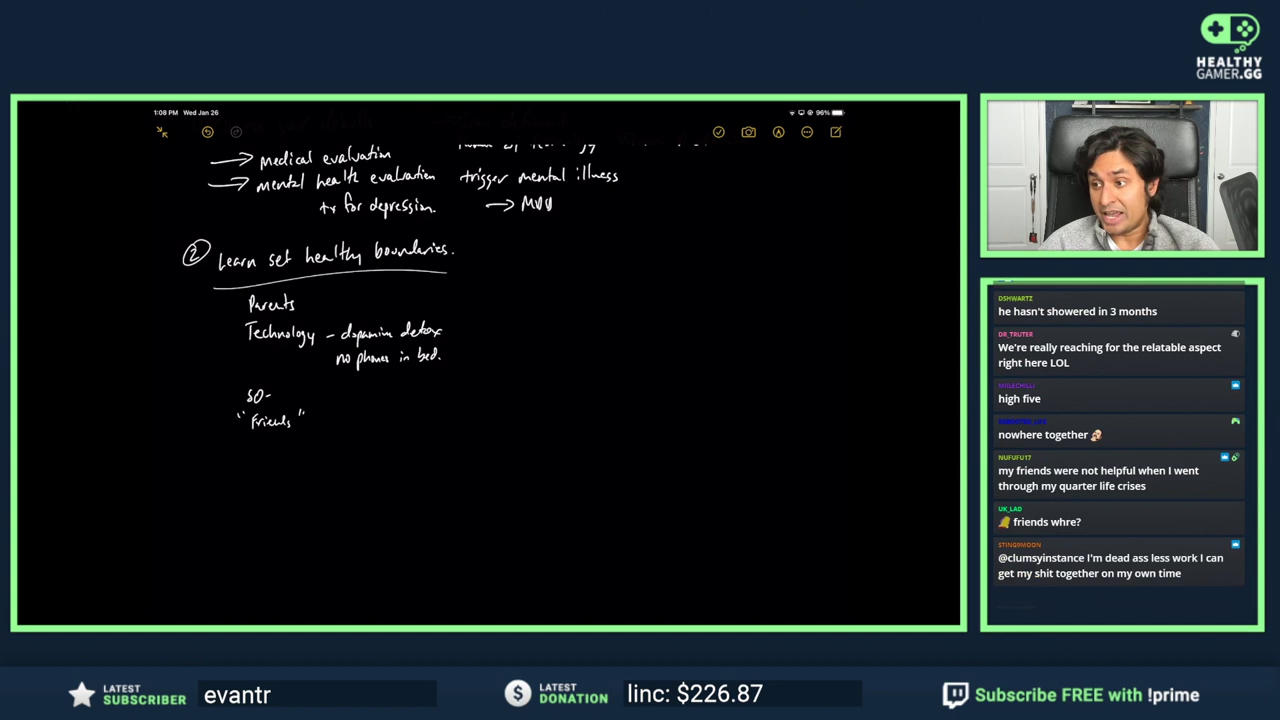 HEALTHY
GAMER.GG
1:08 PM Wed Jan 26
96%
→ medical evaluation
→ mental health evaluation
tx for depression.
trigger mental illness
→ MDD
② Learn set healthy boundaries.
Parents
Technology - dopamine detox
no phones in bed.
SO-
"Friends"
DSHWARTZ
he hasn't showered in 3 months
DR_TRUTER
We're really reaching for the relatable aspect
right here LOL
high five
nowhere together
NUFUFU17
my friends were not helpful when I went
through my quarter life crises
UK_LAD
friends whre?
STING9MOON
@clumsyinstance I'm dead ass less work I can
get my shit together on my own time
LATEST
SUBSCRIBER
evantr
$
LATEST
DONATION
linc: $226.87
Subscribe FREE with !prime